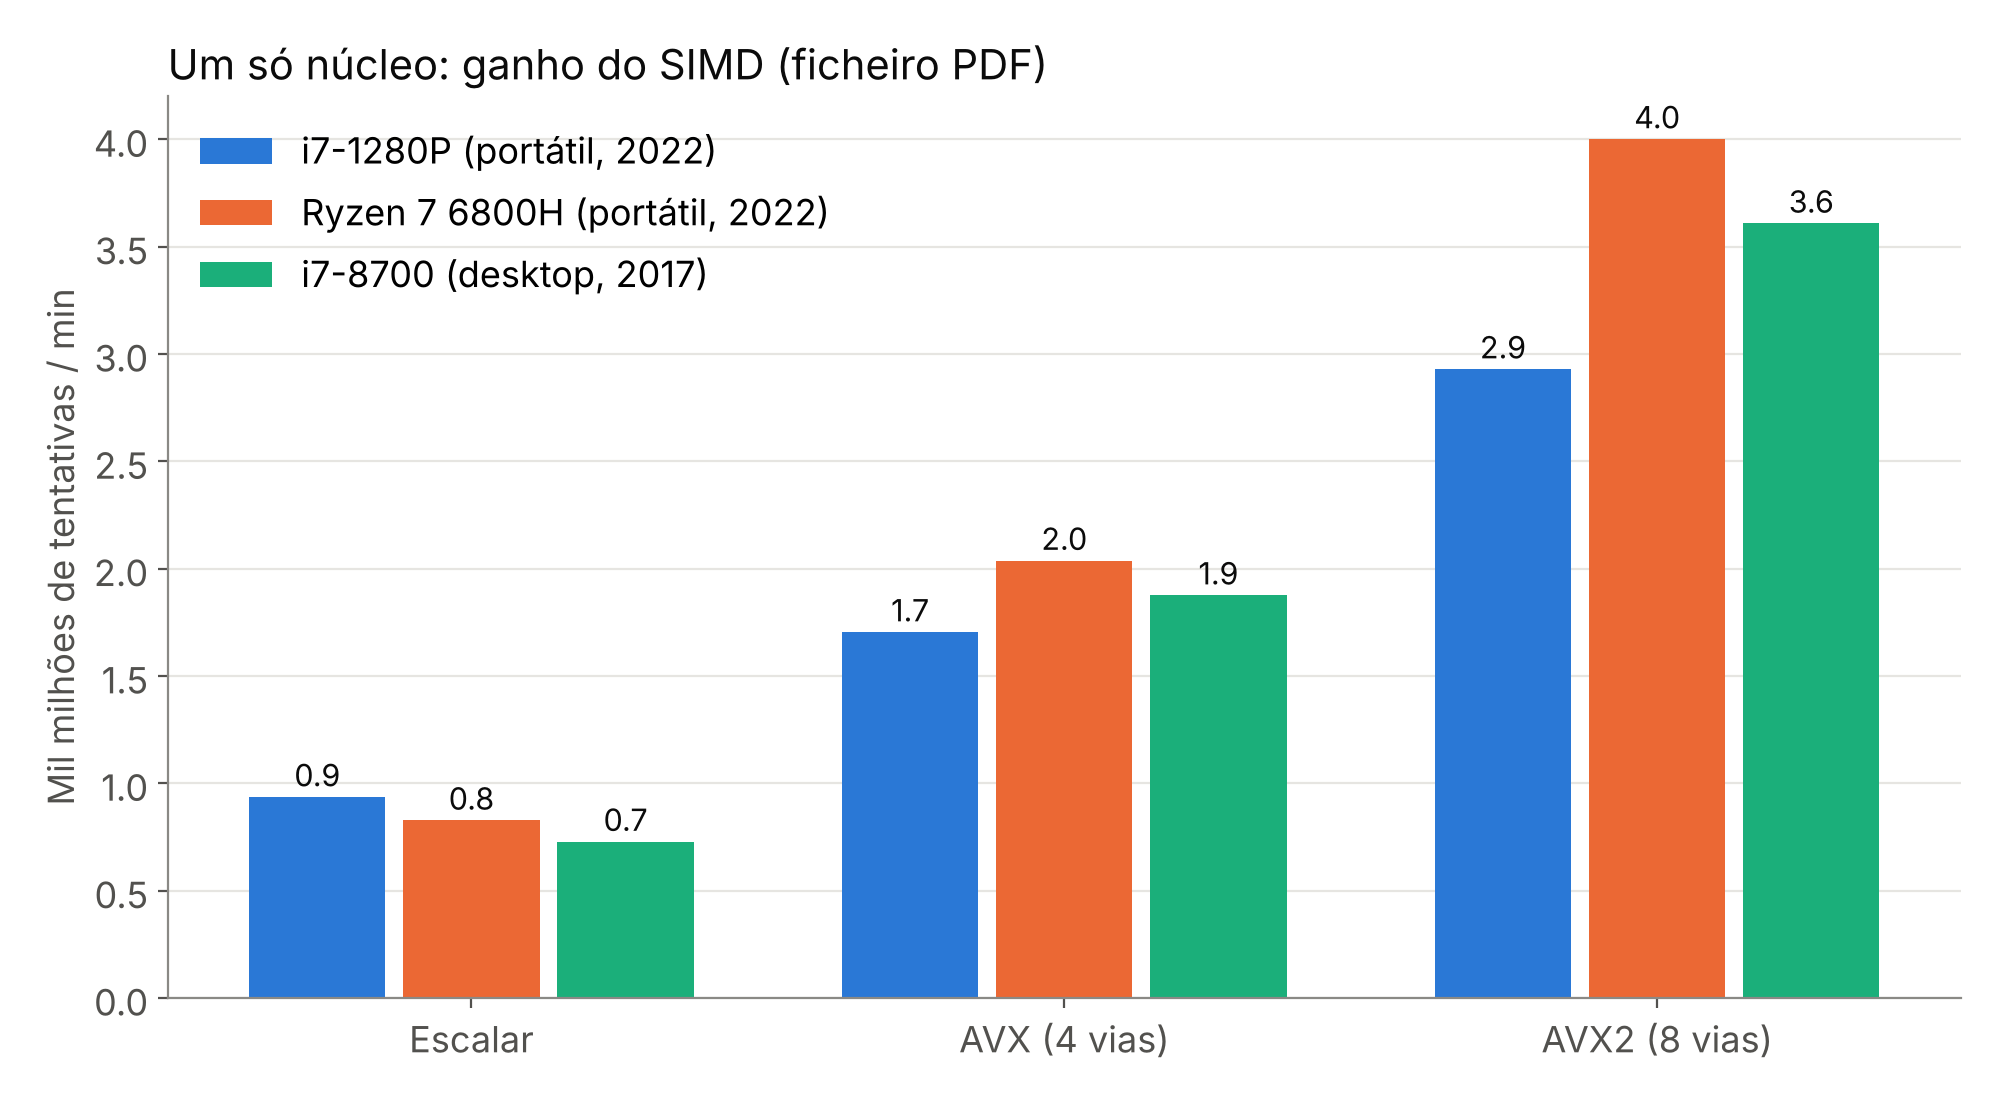 Um só núcleo: ganho do SIMD (ficheiro PDF)
i7-1280P (portátil, 2022)
Ryzen 7 6800H (portátil, 2022)
i7-8700 (desktop, 2017)
Mil milhões de tentativas / min
4.0
3.5
3.0
2.5
2.0
1.5
1.0
0.5
0.0
0.9
0.8
0.7
1.7
2.0
1.9
2.9
4.0
3.6
Escalar
AVX (4 vias)
AVX2 (8 vias)